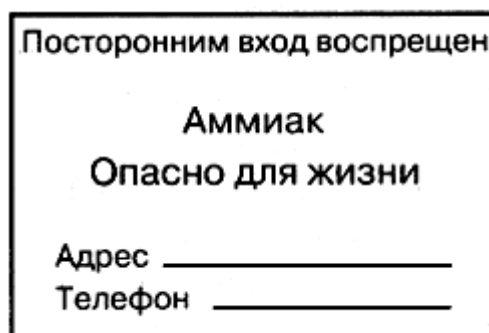 Посторонним вход воспрещен
Аммиак
Опасно для жизни
Адрес
Телефон